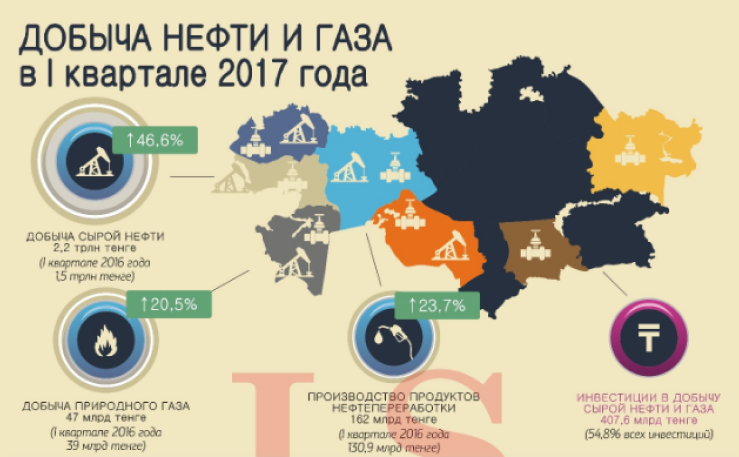 ДОБЫЧА НЕФТИ И ГАЗА
в I квартале 2017 года
↑46,6%
ДОБЫЧА СЫРОЙ НЕФТИ
2,2 трлн тенге
(I квартале 2016 года
1,5 трлн тенге)
↑20,5%
ДОБЫЧА ПРИРОДНОГО ГАЗА
47 млрд тенге
(I квартале 2016 года
39 млрд тенге)
↑23,7%
ПРОИЗВОДСТВО ПРОДУКТОВ
НЕФТЕПЕРЕРАБОТКИ
162 млрд тенге
(I квартале 2016 года
130,9 млрд тенге)
₸
ИНВЕСТИЦИИ В ДОБЫЧУ
СЫРОЙ НЕФТИ И ГАЗА
407,6 млрд тенге
(54,8% всех инвестиций)
LS